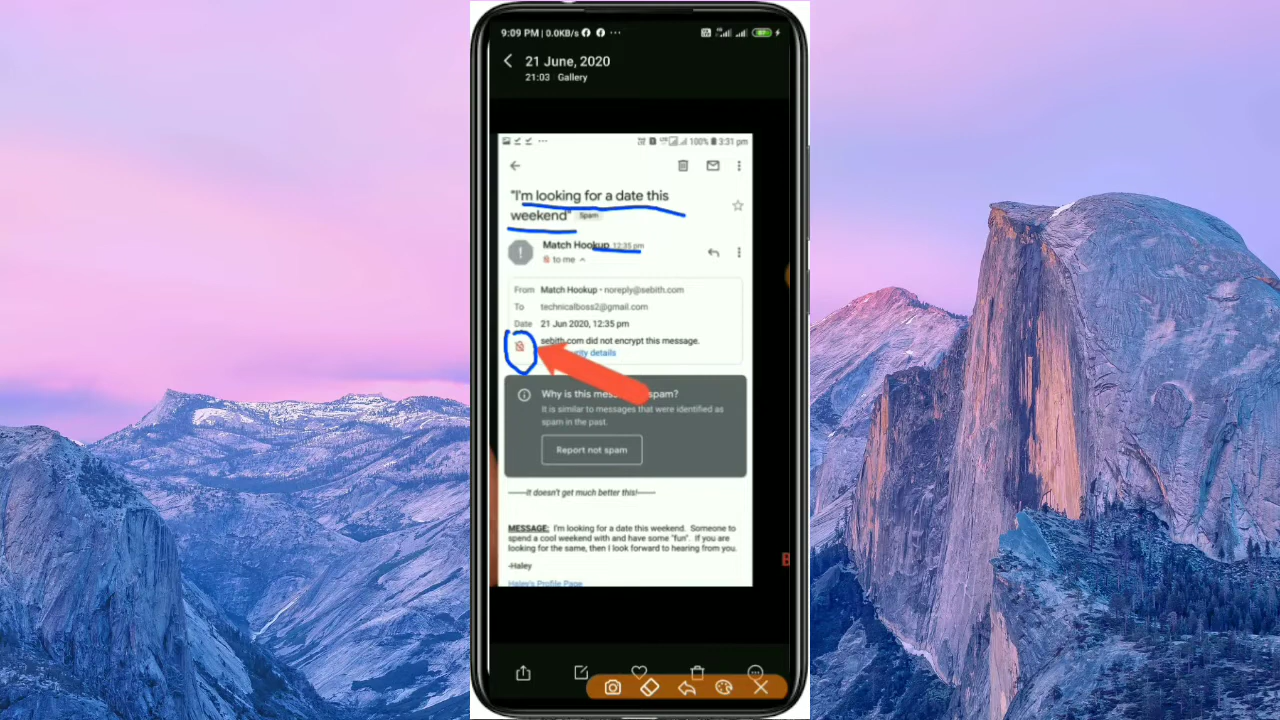 9:09 PM | 0.0KB/s ...
21 June, 2020
21:03 Gallery
100% 3:31 pm
"I'm looking for a date this
weekend" Spam
Match Hookup 12:35 pm
to me
From Match Hookup • noreply@sebith.com
To technicalboss2@gmail.com
Date 21 Jun 2020, 12:35 pm
sebith.com did not encrypt this message.
details
Why is this spam?
It is similar to messages that were identified as
spam in the past.
Report not spam
-----It doesn't get much better this!-----
MESSAGE: I'm looking for a date this weekend. Someone to
spend a cool weekend with and have some "fun". If you are
looking for the same, then I look forward to hearing from you.
-Haley
Haley's Profile Page